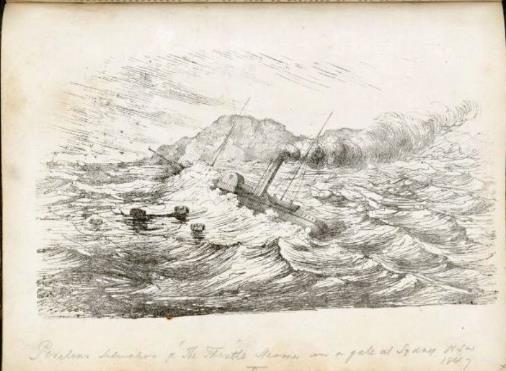 Perilous Situation of "The Thistle Steamer in a gale at Sydney N.S.W
1847